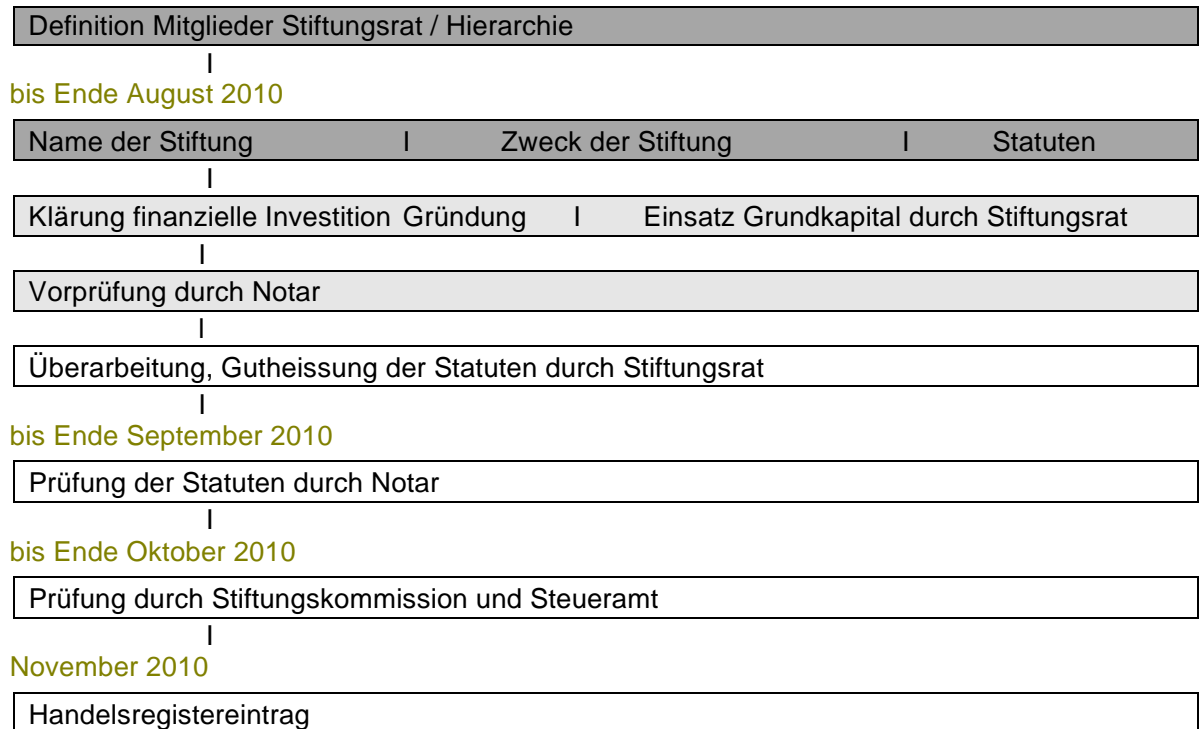 Definition Mitglieder Stiftungsrat / Hierarchie
I
bis Ende August 2010
Name der Stiftung I Zweck der Stiftung I Statuten
I
Klärung finanzielle Investition Gründung I Einsatz Grundkapital durch Stiftungsrat
I
Vorprüfung durch Notar
I
Überarbeitung, Gutheissung der Statuten durch Stiftungsrat
I
bis Ende September 2010
Prüfung der Statuten durch Notar
I
bis Ende Oktober 2010
Prüfung durch Stiftungskommission und Steueramt
I
November 2010
Handelsregistereintrag